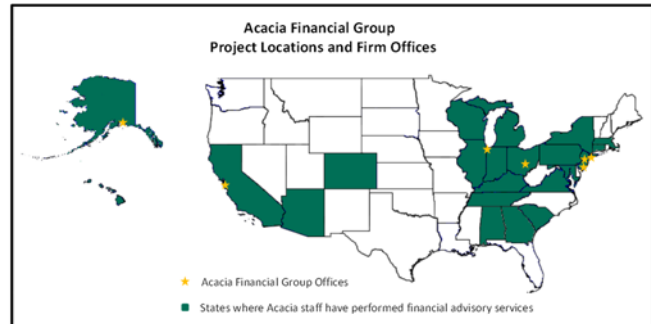 Acacia Financial Group
Project Locations and Firm Offices
Acacia Financial Group Offices
States where Acacia staff have performed financial advisory services